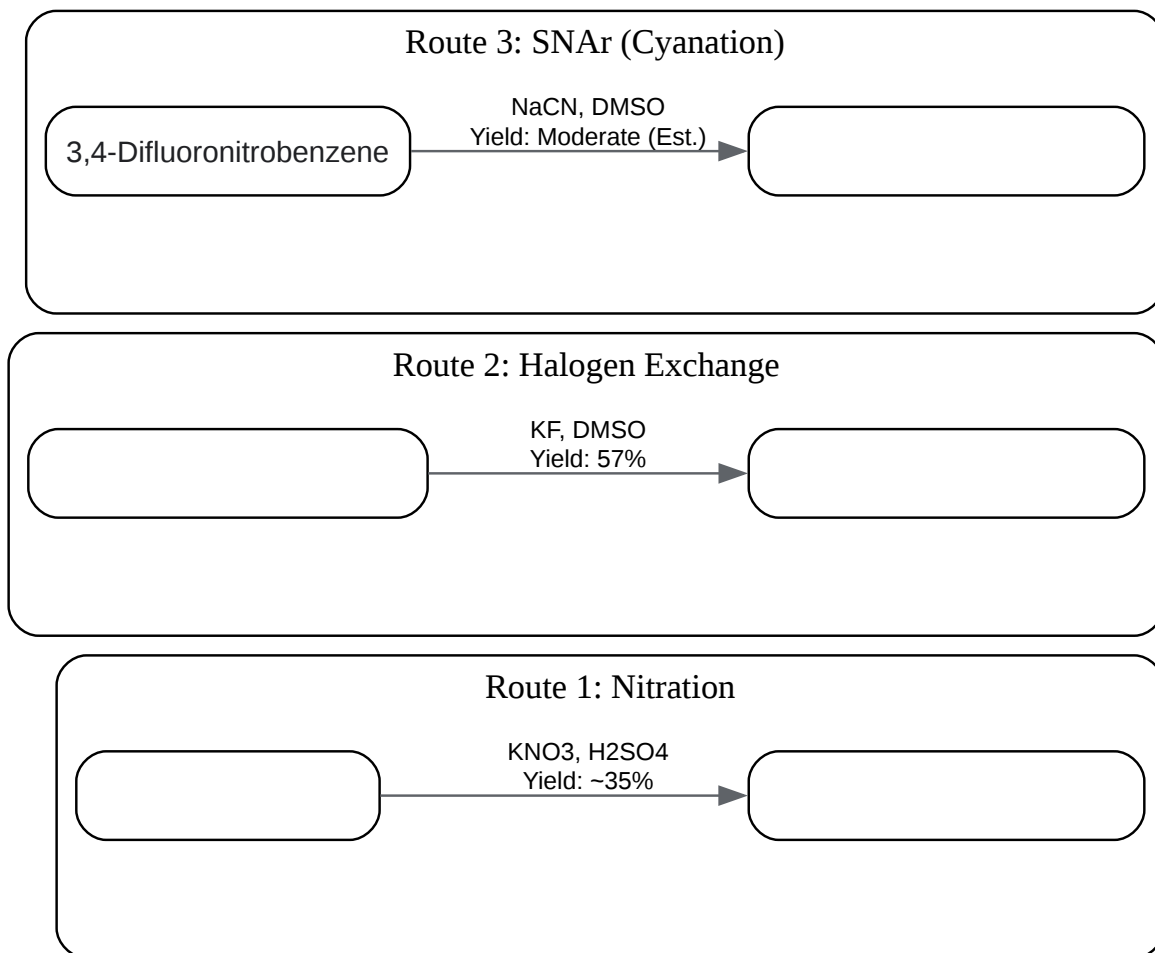 Route 3: SNAr (Cyanation)
3,4-Difluoronitrobenzene
NaCN, DMSO
Yield: Moderate (Est.)
Route 2: Halogen Exchange
KF, DMSO
Yield: 57%
Route 1: Nitration
KNO3, H2SO4
Yield: ~35%